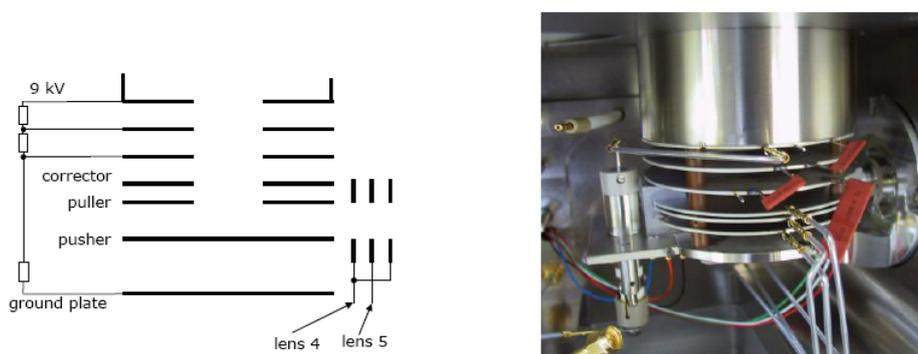 9 kV
corrector
puller
pusher
ground plate
lens 4
lens 5